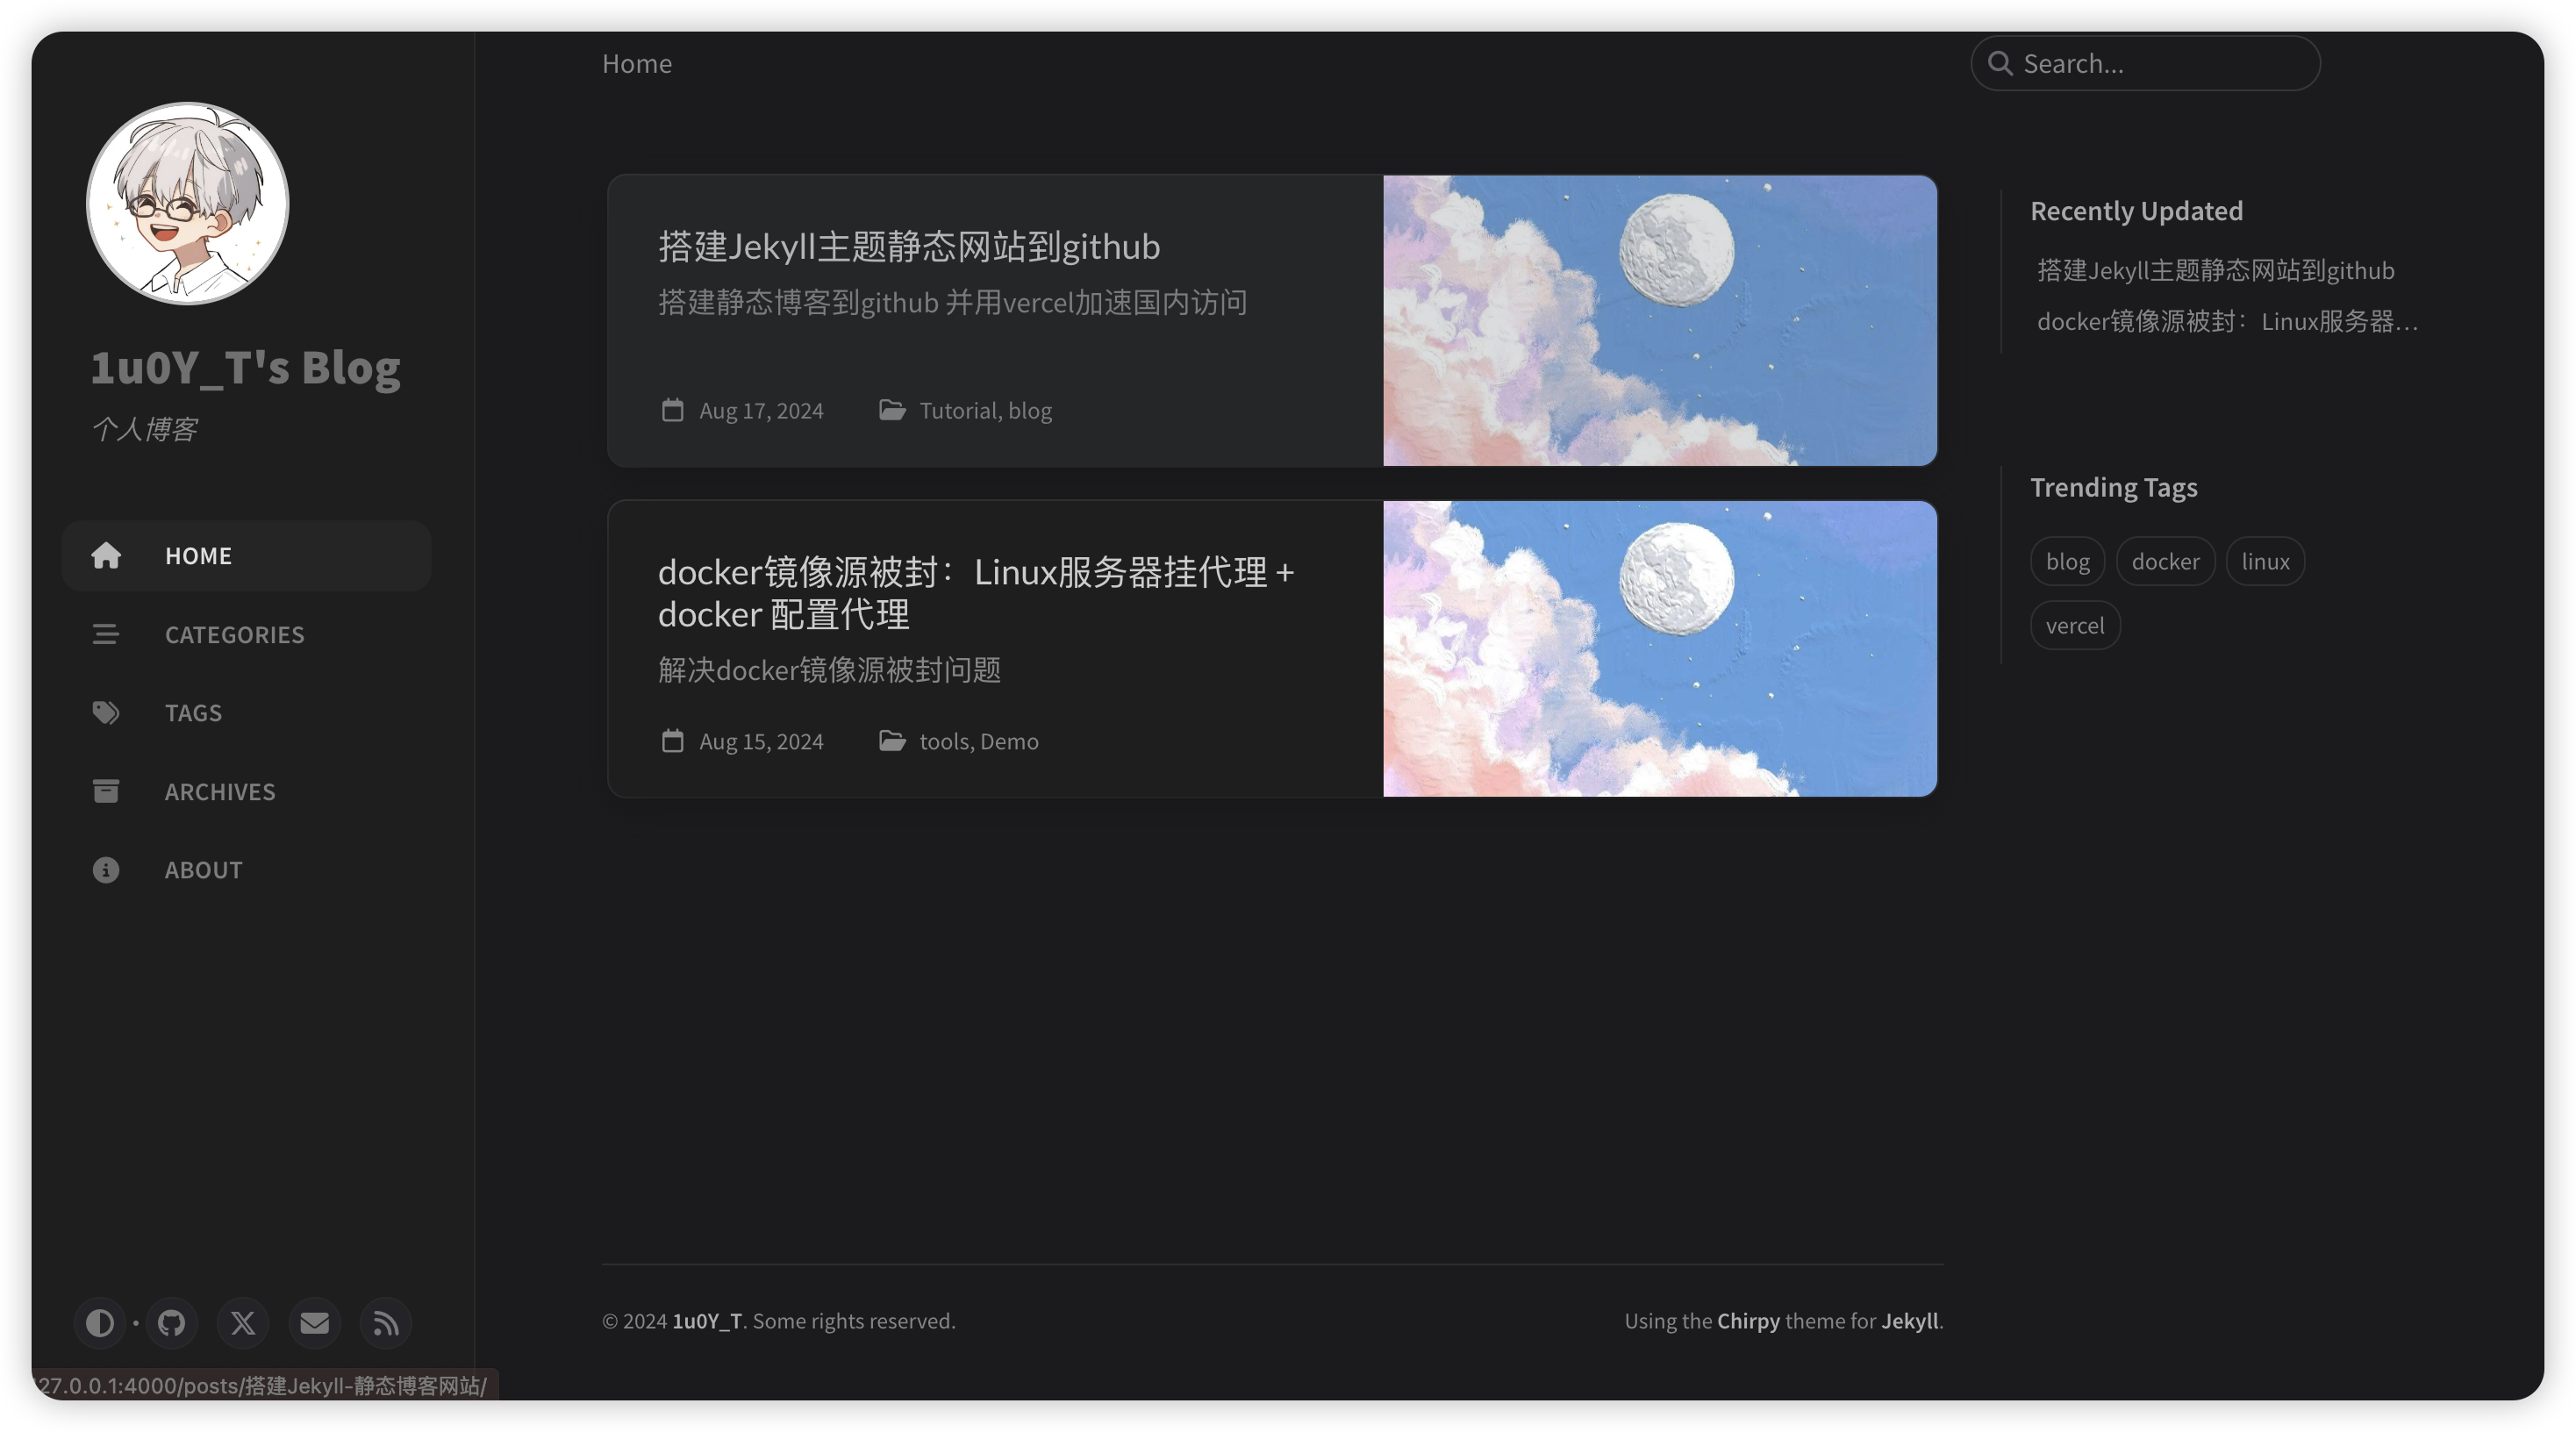 1u0Y_T's Blog
个人博客
HOME
CATEGORIES
TAGS
ARCHIVES
ABOUT
27.0.0.1:4000/posts/搭建Jekyll-静态博客网站/
Home
Search...
搭建Jekyll主题静态网站到github
搭建静态博客到github 并用vercel加速国内访问
Aug 17, 2024 Tutorial, blog
docker镜像源被封：Linux服务器挂代理 +
docker 配置代理
解决docker镜像源被封问题
Aug 15, 2024 tools, Demo
Recently Updated
搭建Jekyll主题静态网站到github
docker镜像源被封：Linux服务器...
Trending Tags
blog docker linux
vercel
© 2024 1u0Y_T. Some rights reserved.
Using the Chirpy theme for Jekyll.